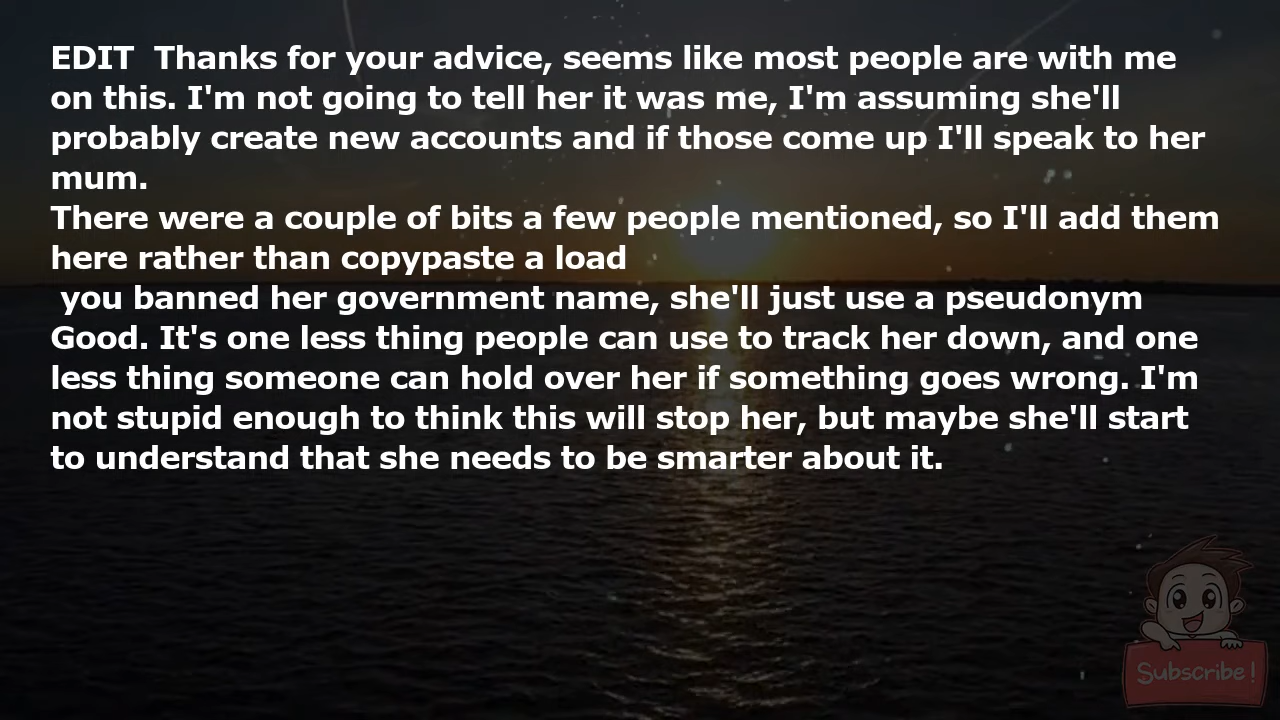 EDIT  Thanks for your advice, seems like most people are with me
on this. I'm not going to tell her it was me, I'm assuming she'll
probably create new accounts and if those come up I'll speak to her
mum.
There were a couple of bits a few people mentioned, so I'll add them
here rather than copypaste a load
 you banned her government name, she'll just use a pseudonym
Good. It's one less thing people can use to track her down, and one
less thing someone can hold over her if something goes wrong. I'm
not stupid enough to think this will stop her, but maybe she'll start
to understand that she needs to be smarter about it.
Subscribe!